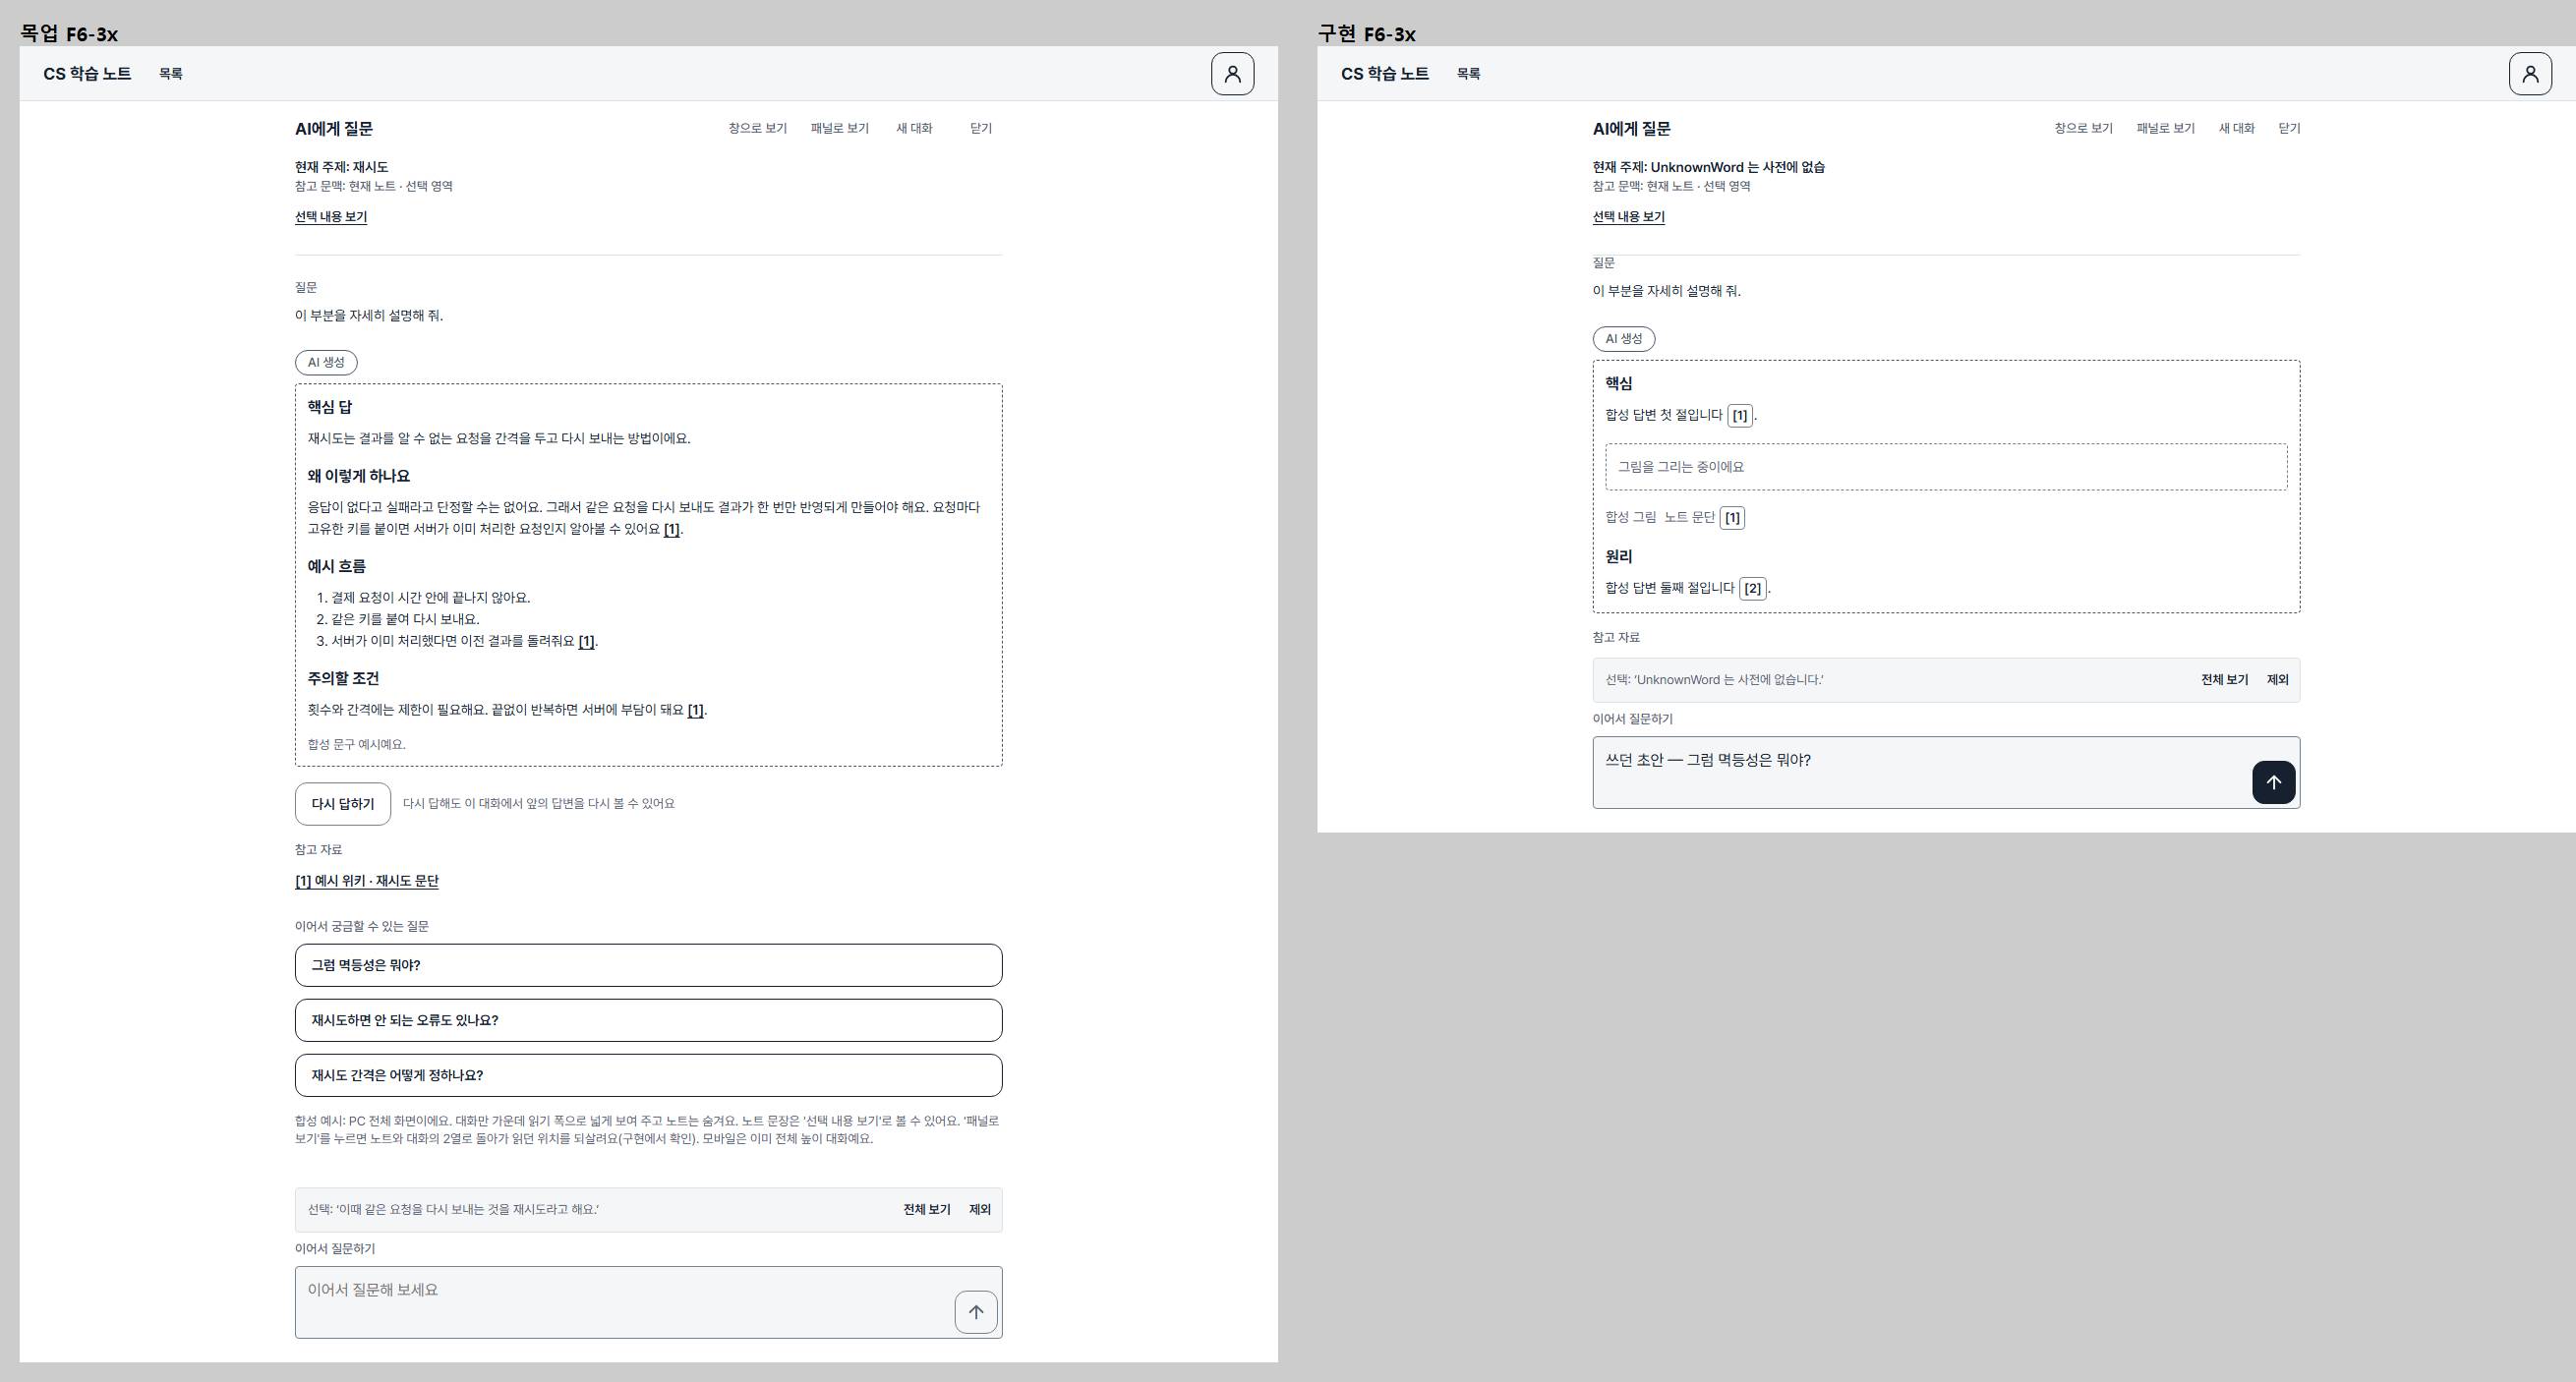 목업 F6-3x
CS 학습 노트
목록
AI에게 질문
창으로 보기
패널로 보기
새 대화
닫기
현재 주제: 재시도
참고 문맥: 현재 노트 · 선택 영역
선택 내용 보기
질문
이 부분을 자세히 설명해 줘.
AI 생성
핵심 답
재시도는 결과를 알 수 없는 요청을 간격을 두고 다시 보내는 방법이에요.
왜 이렇게 하나요
응답이 없다고 실패라고 단정할 수는 없어요. 그래서 같은 요청을 다시 보내도 결과가 한 번만 반영되게 만들어야 해요. 요청마다
고유한 키를 붙이면 서버가 이미 처리한 요청인지 알아볼 수 있어요 [1].
예시 흐름
1. 결제 요청이 시간 안에 끝나지 않아요.
2. 같은 키를 붙여 다시 보내요.
3. 서버가 이미 처리했다면 이전 결과를 돌려줘요 [1].
주의할 조건
횟수와 간격에는 제한이 필요해요. 끝없이 반복하면 서버에 부담이 돼요 [1].
합성 문구 예시예요.
다시 답하기
다시 답해도 이 대화에서 앞의 답변을 다시 볼 수 있어요
참고 자료
[1] 예시 위키 · 재시도 문단
이어서 궁금할 수 있는 질문
그럼 멱등성은 뭐야?
재시도하면 안 되는 오류도 있나요?
재시도 간격은 어떻게 정하나요?
합성 예시: PC 전체 화면이에요. 대화만 가운데 읽기 폭으로 넓게 보여 주고 노트는 숨겨요. 노트 문장은 '선택 내용 보기'로 볼 수 있어요. '패널로
보기'를 누르면 노트와 대화의 2열로 돌아가 읽던 위치를 되살려요(구현에서 확인). 모바일은 이미 전체 높이 대화예요.
선택: '이때 같은 요청을 다시 보내는 것을 재시도라고 해요.'
전체 보기
제외
이어서 질문하기
이어서 질문해 보세요
구현 F6-3x
CS 학습 노트
목록
AI에게 질문
창으로 보기
패널로 보기
새 대화
닫기
현재 주제: UnknownWord 는 사전에 없습
참고 문맥: 현재 노트 · 선택 영역
선택 내용 보기
질문
이 부분을 자세히 설명해 줘.
AI 생성
핵심
합성 답변 첫 절입니다 [1].
그림을 그리는 중이에요
합성 그림 노트 문단 [1]
원리
합성 답변 둘째 절입니다 [2].
참고 자료
선택: 'UnknownWord 는 사전에 없습니다.'
전체 보기
제외
이어서 질문하기
쓰던 초안 — 그럼 멱등성은 뭐야?